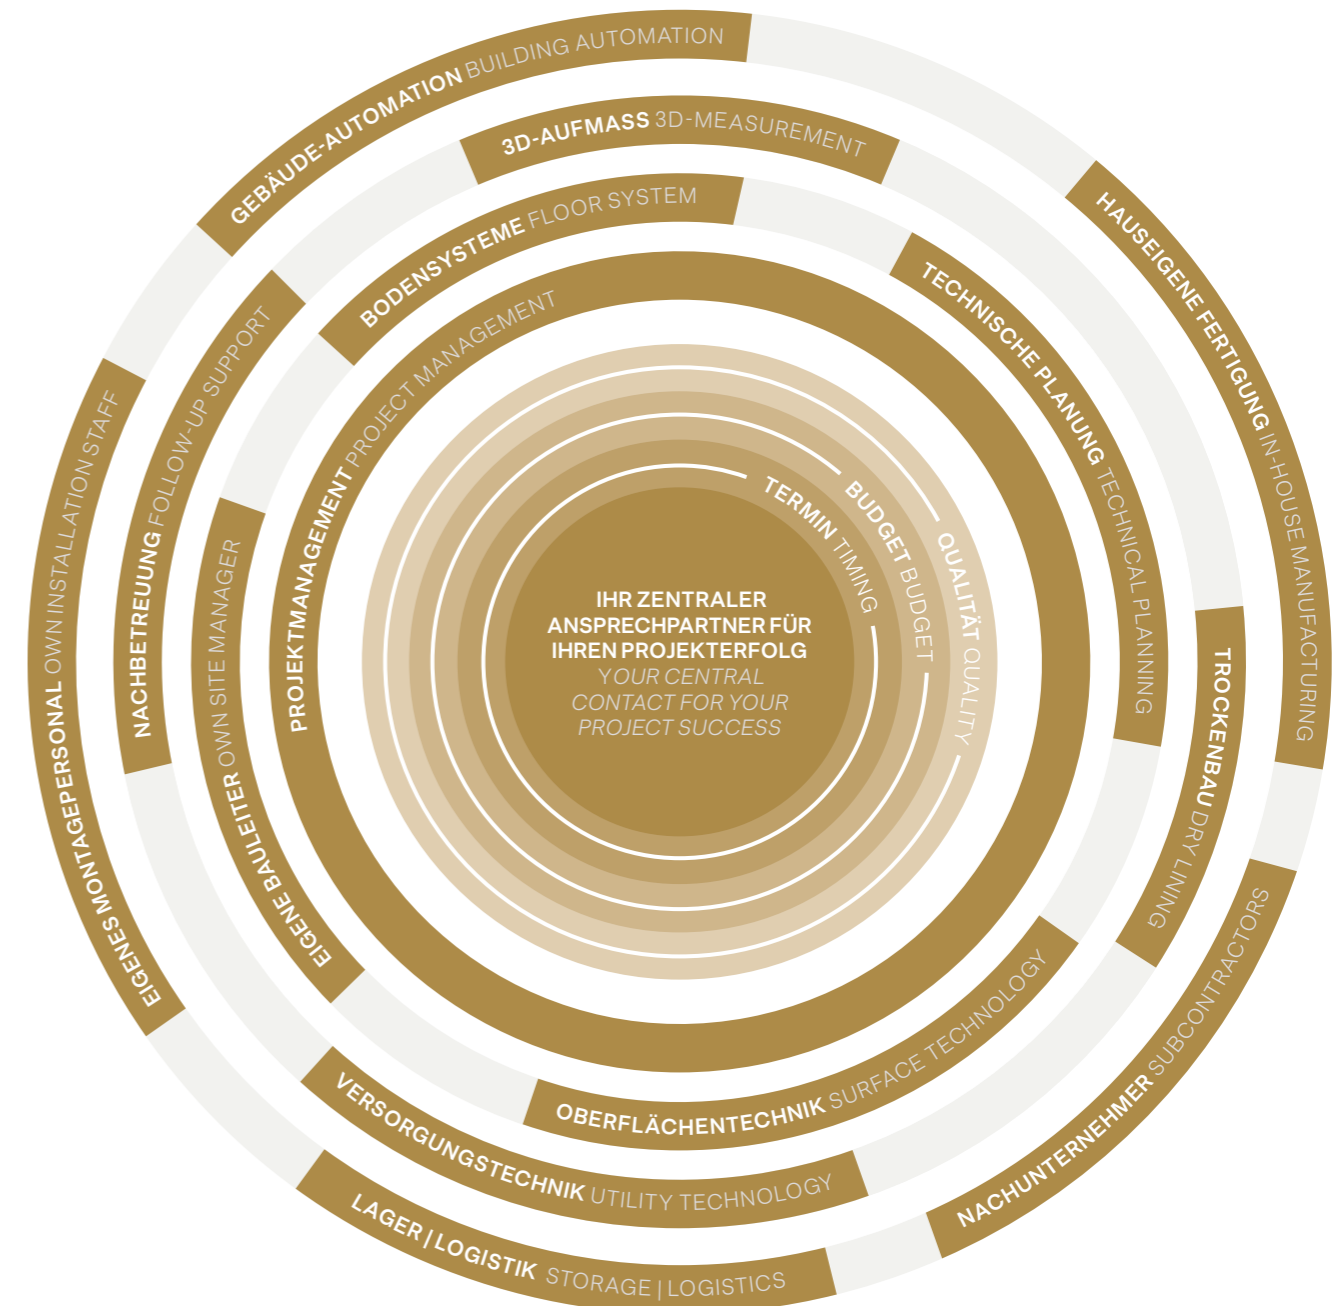 GEBÄUDE-AUTOMATION BUILDING AUTOMATION
HAUSEIGENE FERTIGUNG IN-HOUSE MANUFACTURING
NACHUNTERNEHMER SUBCONTRACTORS
LAGER | LOGISTIK STORAGE | LOGISTICS
EIGENES MONTAGEPERSONAL OWN INSTALLATION STAFF
3D-AUFMASS 3D-MEASUREMENT
TROCKENBAU DRY LINING
VERSORGUNGSTECHNIK UTILITY TECHNOLOGY
NACHBETREUUNG FOLLOW-UP SUPPORT
BODENSYSTEME FLOOR SYSTEM
TECHNISCHE PLANUNG TECHNICAL PLANNING
OBERFLÄCHENTECHNIK SURFACE TECHNOLOGY
EIGENE BAULEITER OWN SITE MANAGER
PROJEKTMANAGEMENT PROJECT MANAGEMENT
QUALITÄT QUALITY
BUDGET BUDGET
TERMIN TIMING
IHR ZENTRALER
ANSPRECHPARTNER FÜR
IHREN PROJEKTERFOLG
YOUR CENTRAL
CONTACT FOR YOUR
PROJECT SUCCESS